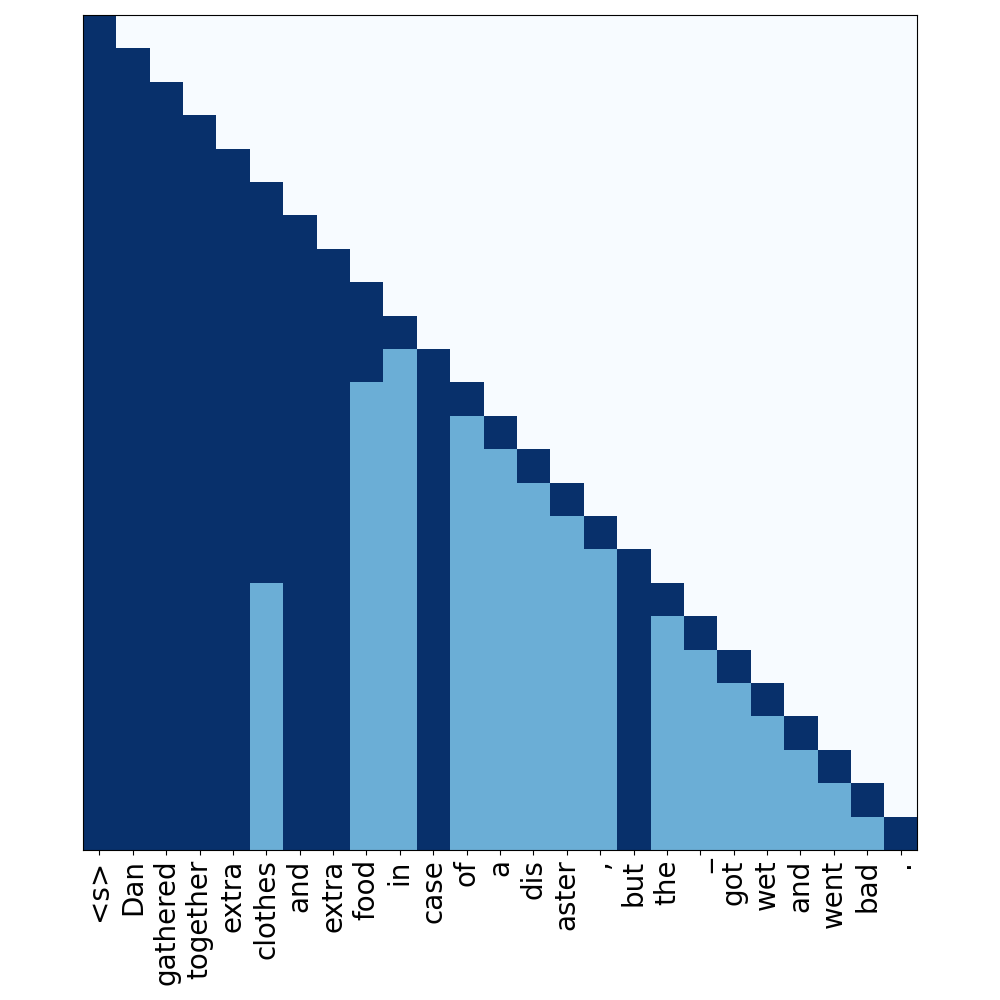 <s> Dan gathered together extra clothes and extra food in case of a dis aster , but the _ got wet and went bad .